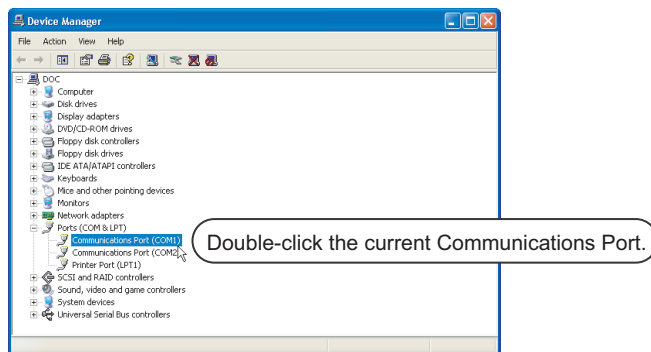 Device Manager
File Action View Help
DOC
Computer
Disk drives
Display adapters
DVD/CD-ROM drives
Floppy disk controllers
Floppy disk drives
IDE ATA/ATAPI controllers
Keyboards
Mice and other pointing devices
Monitors
Network adapters
Ports (COM & LPT)
Communications Port (COM1)
Communications Port (COM2
Printer Port (LPT1)
SCSI and RAID controllers
Sound, video and game controllers
System devices
Universal Serial Bus controllers
Double-click the current Communications Port.